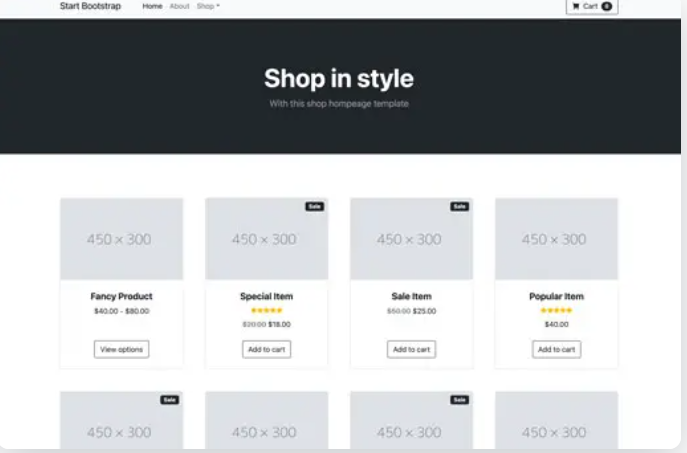 Start Bootstrap Home About Shop Cart 0
Shop in style
With this shop hompeage template
Sale Sale
450 × 300 450 × 300 450 × 300 450 × 300
Fancy Product Special Item Sale Item Popular Item
$40.00 - $80.00 $20.00 $18.00 $50.00 $25.00 $40.00
View options Add to cart Add to cart Add to cart
Sale Sale
450 × 300 450 × 300 450 × 300 450 × 300